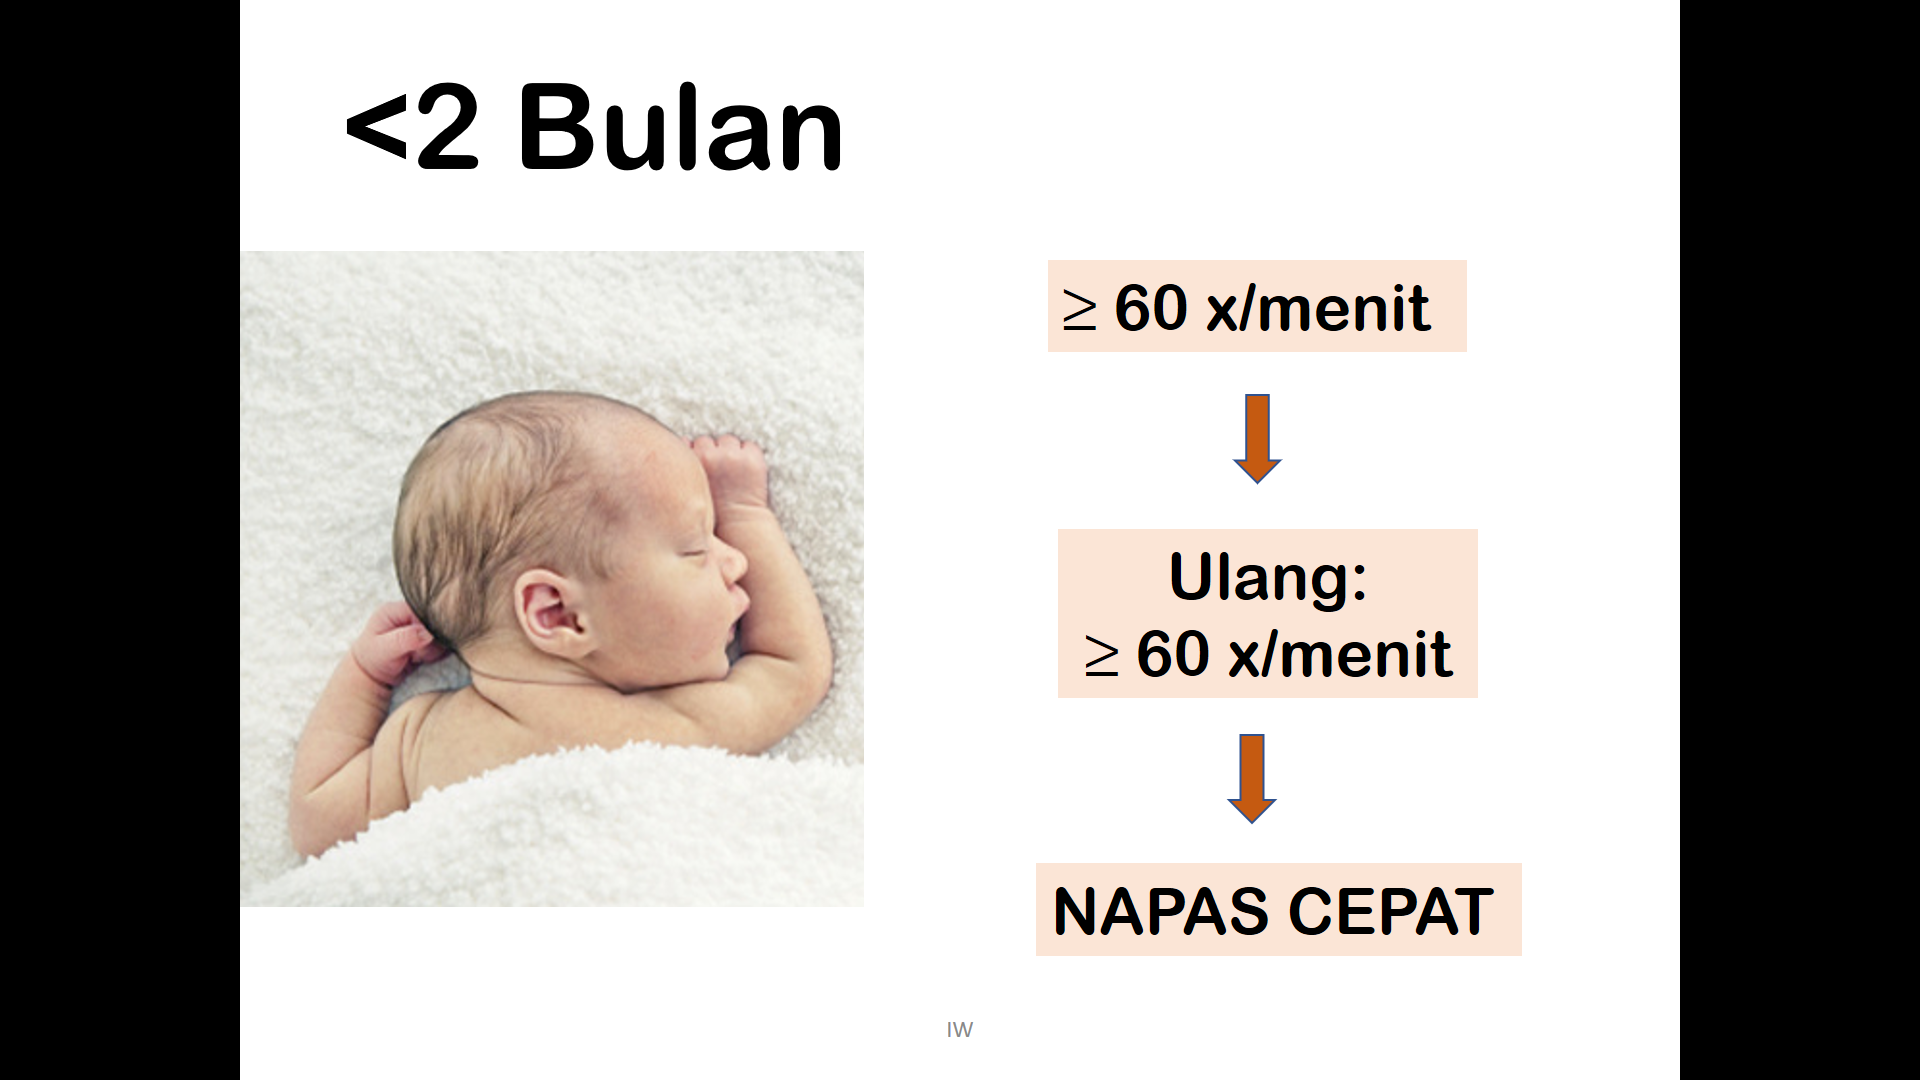 <2 Bulan
≥ 60 x/menit
Ulang:
≥ 60 x/menit
NAPAS CEPAT
IW